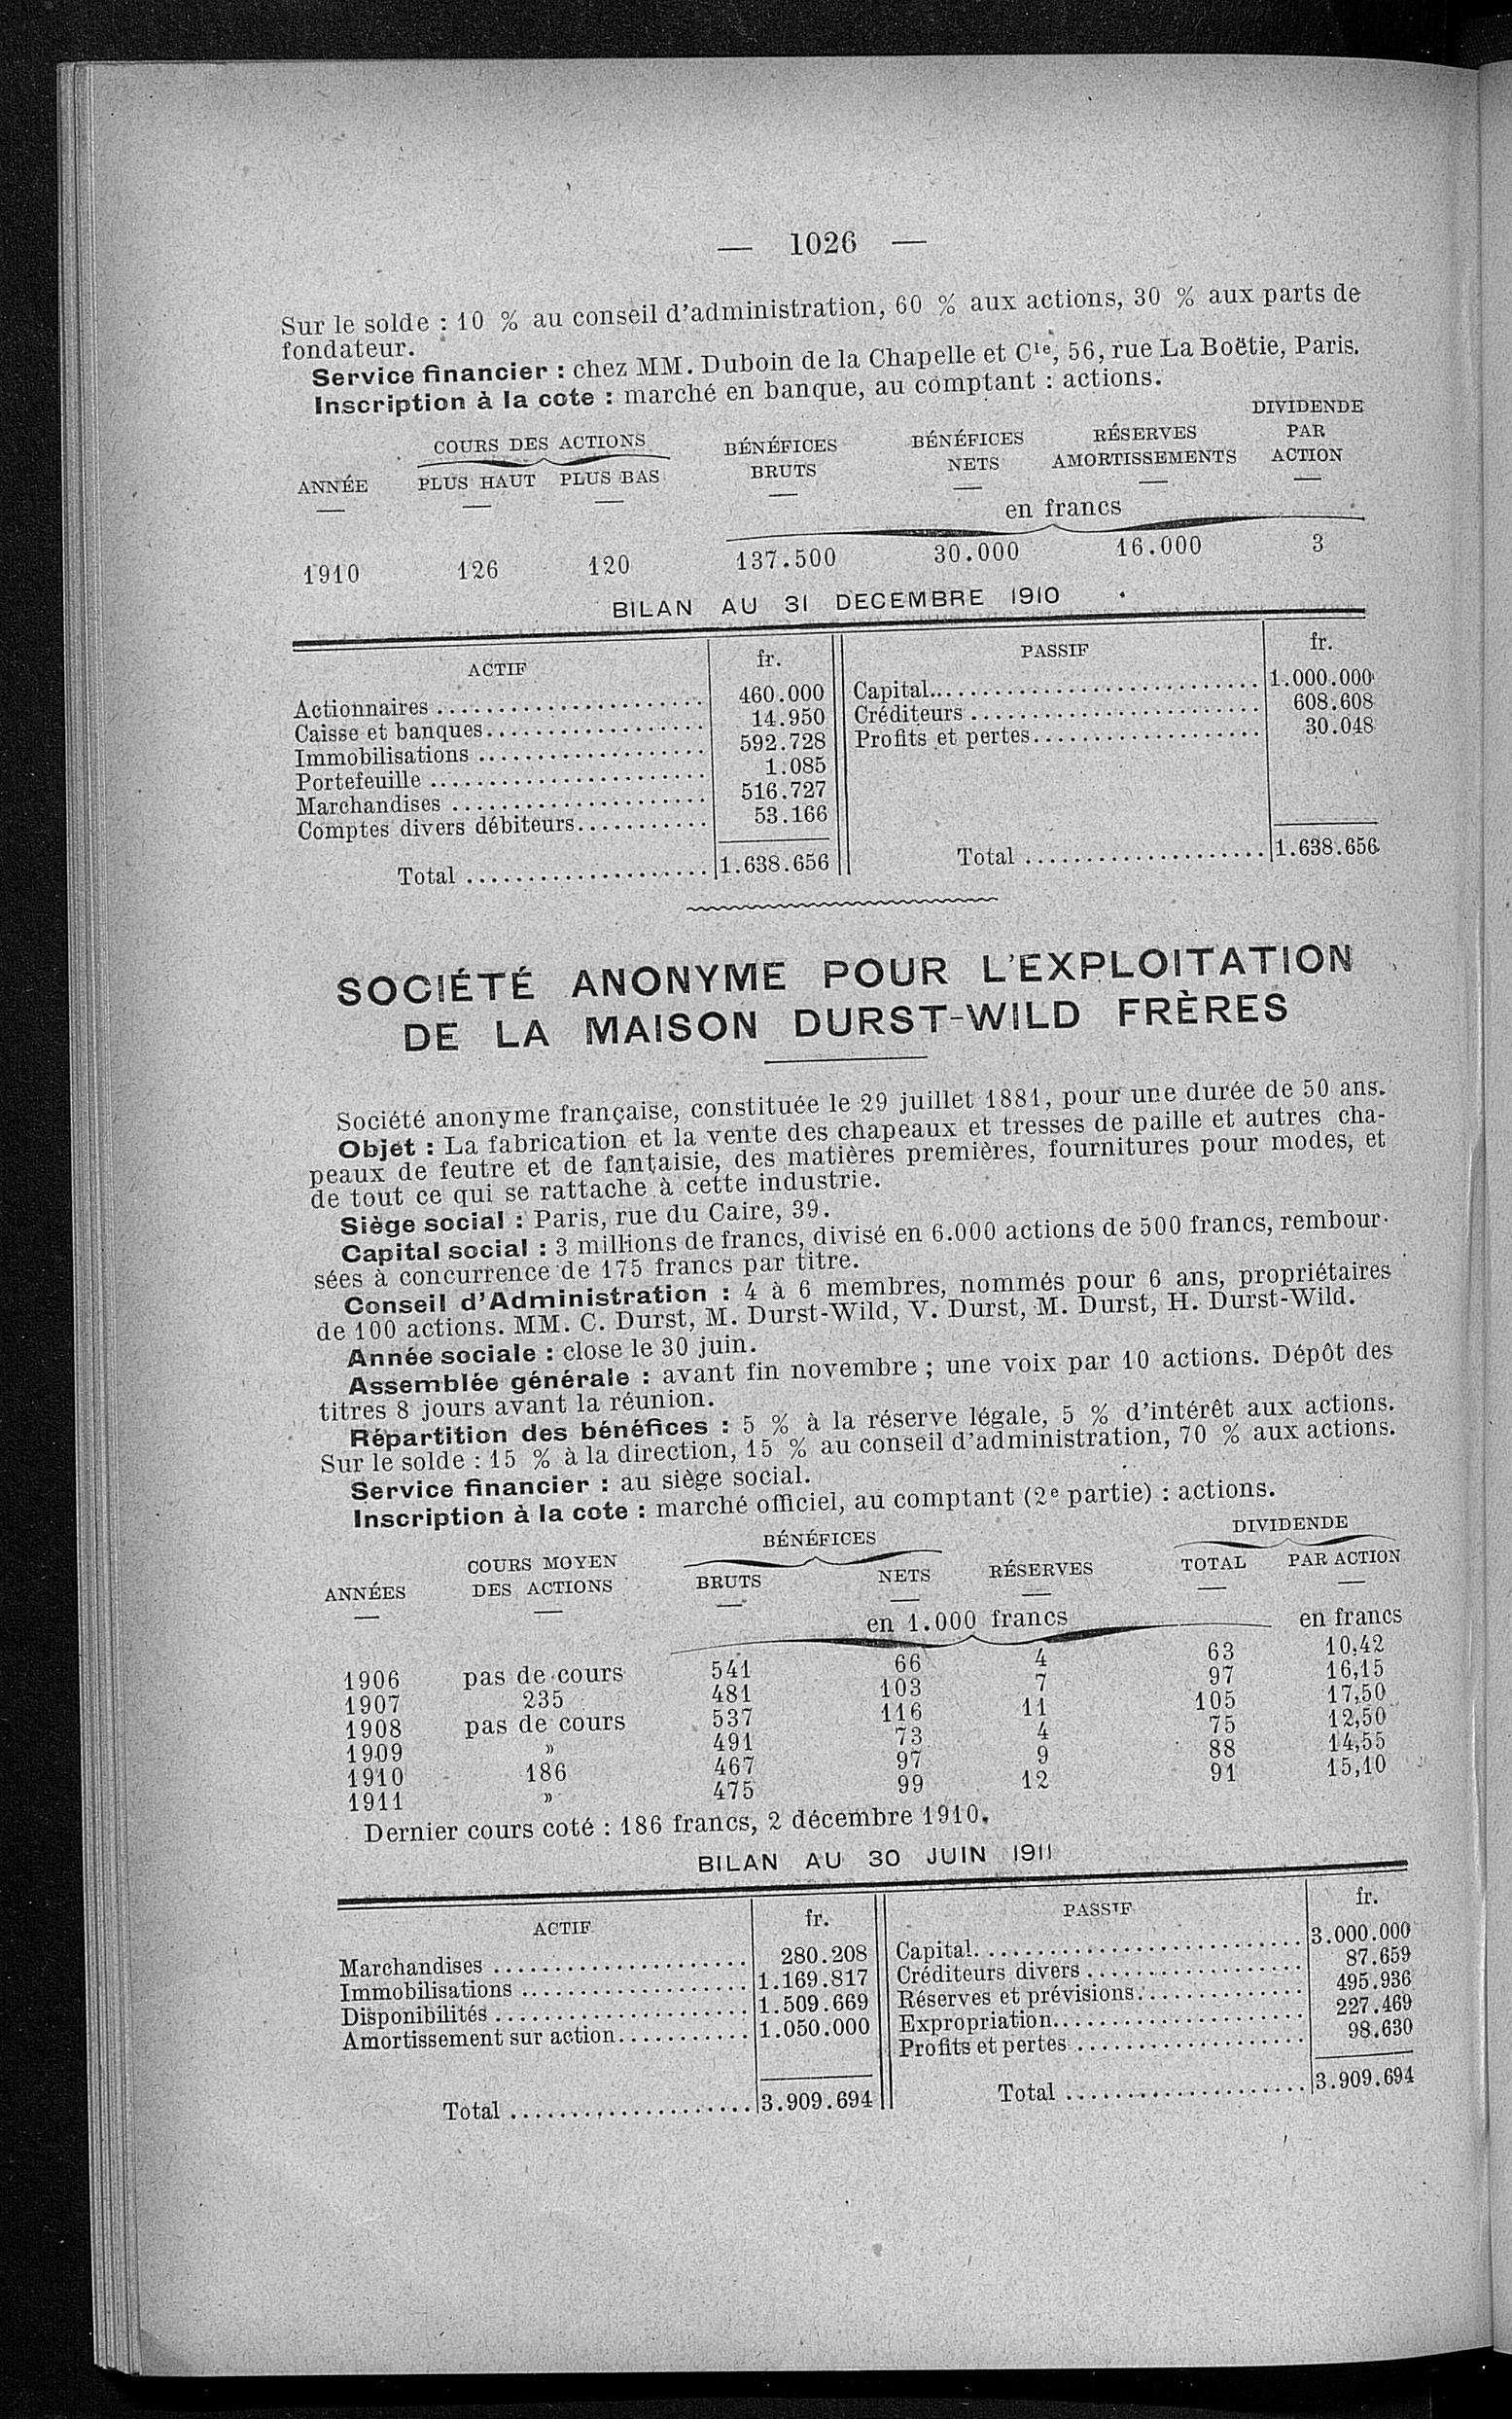 — 1026 —
Sur le solde : 10 % au conseil d'administration, 60 % aux actions, 30 % aux parts de
fondateur.
Service financier : chez MM. Duboin de la Chapelle et Cie, 56, rue La Boëtie, Paris.
Inscription à la cote : marché en banque, au comptant : actions.
ANNÉE COURS DES ACTIONS BÉNÉFICES BRUTS BÉNÉFICES NETS RÉSERVES AMORTISSEMENTS DIVIDENDE PAR ACTION
PLUS HAUT PLUS BAS
en francs
1910 126 120 137.500 30.000 16.000 3
BILAN AU 31 DECEMBRE 1910
ACTIF fr. PASSIF fr.
Actionnaires 460.000 Capital 1.000.000
Caisse et banques 14.950 Créditeurs 608.608
Immobilisations 592.728 Profits et pertes 30.048
Portefeuille 1.085
Marchandises 516.727
Comptes divers débiteurs 53.166
Total 1.638.656 Total 1.638.656
SOCIÉTÉ ANONYME POUR L'EXPLOITATION
DE LA MAISON DURST-WILD FRÈRES
Société anonyme française, constituée le 29 juillet 1881, pour une durée de 50 ans.
Objet : La fabrication et la vente des chapeaux et tresses de paille et autres cha-
peaux de feutre et de fantaisie, des matières premières, fournitures pour modes, et
de tout ce qui se rattache à cette industrie.
Siège social : Paris, rue du Caire, 39.
Capital social : 3 millions de francs, divisé en 6.000 actions de 500 francs, rembour-
sées à concurrence de 175 francs par titre.
Conseil d'Administration : 4 à 6 membres, nommés pour 6 ans, propriétaires
de 100 actions. MM. C. Durst, M. Durst-Wild, V. Durst, M. Durst, H. Durst-Wild.
Année sociale : close le 30 juin.
Assemblée générale : avant fin novembre ; une voix par 10 actions. Dépôt des
titres 8 jours avant la réunion.
Répartition des bénéfices : 5 % à la réserve légale, 5 % d'intérêt aux actions.
Sur le solde : 15 % à la direction, 15 % au conseil d'administration, 70 % aux actions.
Service financier : au siège social.
Inscription à la cote : marché officiel, au comptant (2e partie) : actions.
ANNÉES COURS MOYEN DES ACTIONS BÉNÉFICES RÉSERVES DIVIDENDE
BRUTS NETS TOTAL PAR ACTION
en 1.000 francs en francs
1906 pas de cours 541 66 4 63 10,42
1907 235 481 103 7 97 16,15
1908 pas de cours 537 116 11 105 17,50
1909 » 491 73 4 75 12,50
1910 186 467 97 9 88 14,55
1911 » 475 99 12 91 15,10
Dernier cours coté : 186 francs, 2 décembre 1910.
BILAN AU 30 JUIN 1911
ACTIF fr. PASSIF fr.
Marchandises 280.208 Capital 3.000.000
Immobilisations 1.169.817 Créditeurs divers 87.659
Disponibilités 1.509.669 Réserves et prévisions 495.936
Amortissement sur action 1.050.000 Expropriation 227.469
Profits et pertes 98.630
Total 3.909.694 Total 3.909.694